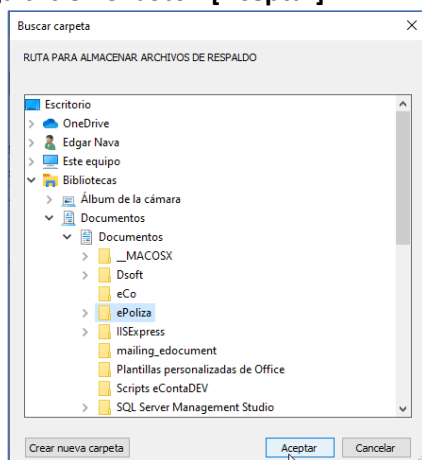 Buscar carpeta
RUTA PARA ALMACENAR ARCHIVOS DE RESPALDO
Escritorio
OneDrive
Edgar Nava
Este equipo
Bibliotecas
Álbum de la cámara
Documentos
Documentos
__MACOSX
Dsoft
eCo
ePoliza
IISExpress
mailing_edocument
Plantillas personalizadas de Office
Scripts eContaDEV
SQL Server Management Studio
Crear nueva carpeta Aceptar Cancelar